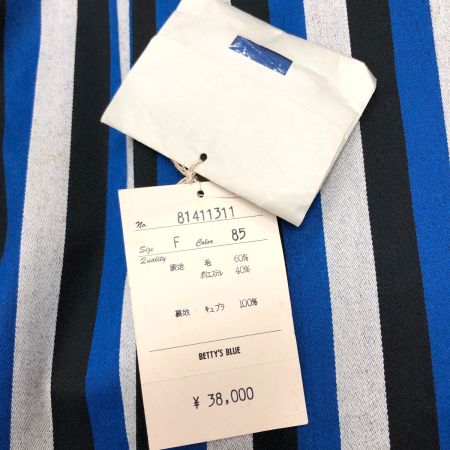 No. 81411311
Size F Color 85
Quality
表地 毛 60%
ポリエステル 40%
裏地 キュプラ 100%
BETTY'S BLUE
¥ 38,000